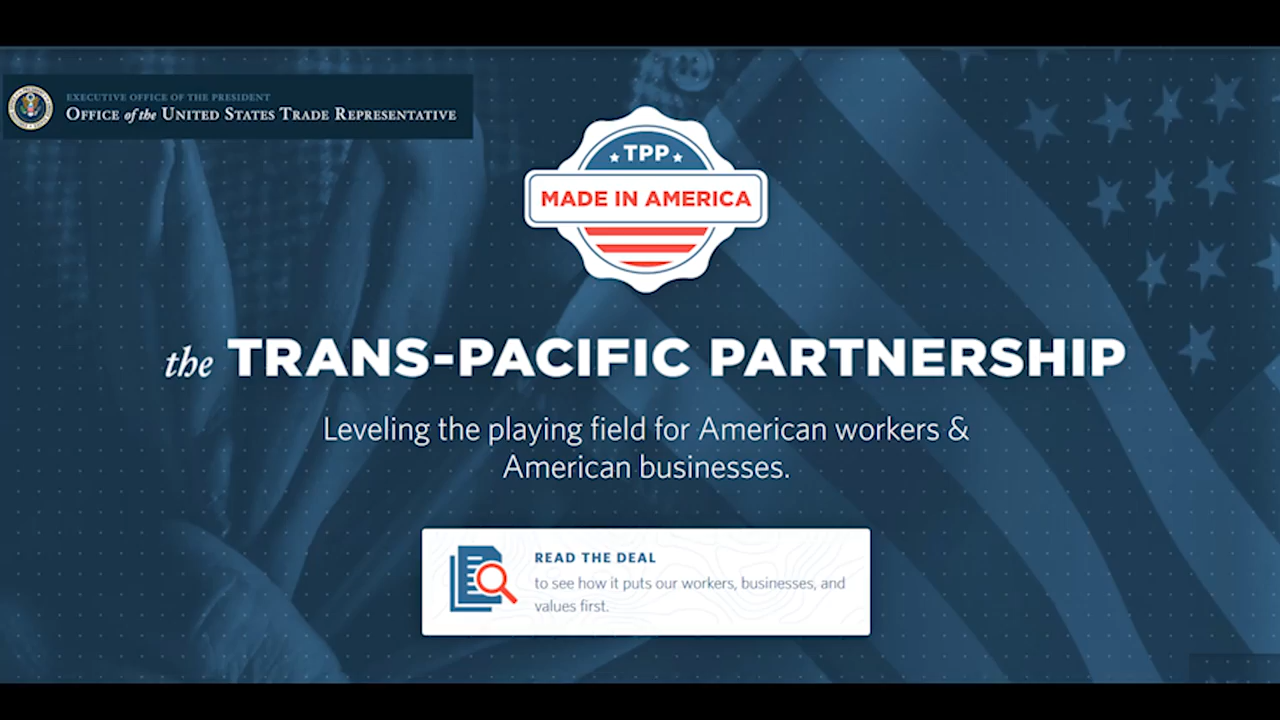 EXECUTIVE OFFICE OF THE PRESIDENT
OFFICE of the UNITED STATES TRADE REPRESENTATIVE
TPP
MADE IN AMERICA
the TRANS-PACIFIC PARTNERSHIP
Leveling the playing field for American workers &
American businesses.
READ THE DEAL
to see how it puts our workers, businesses, and
values first.